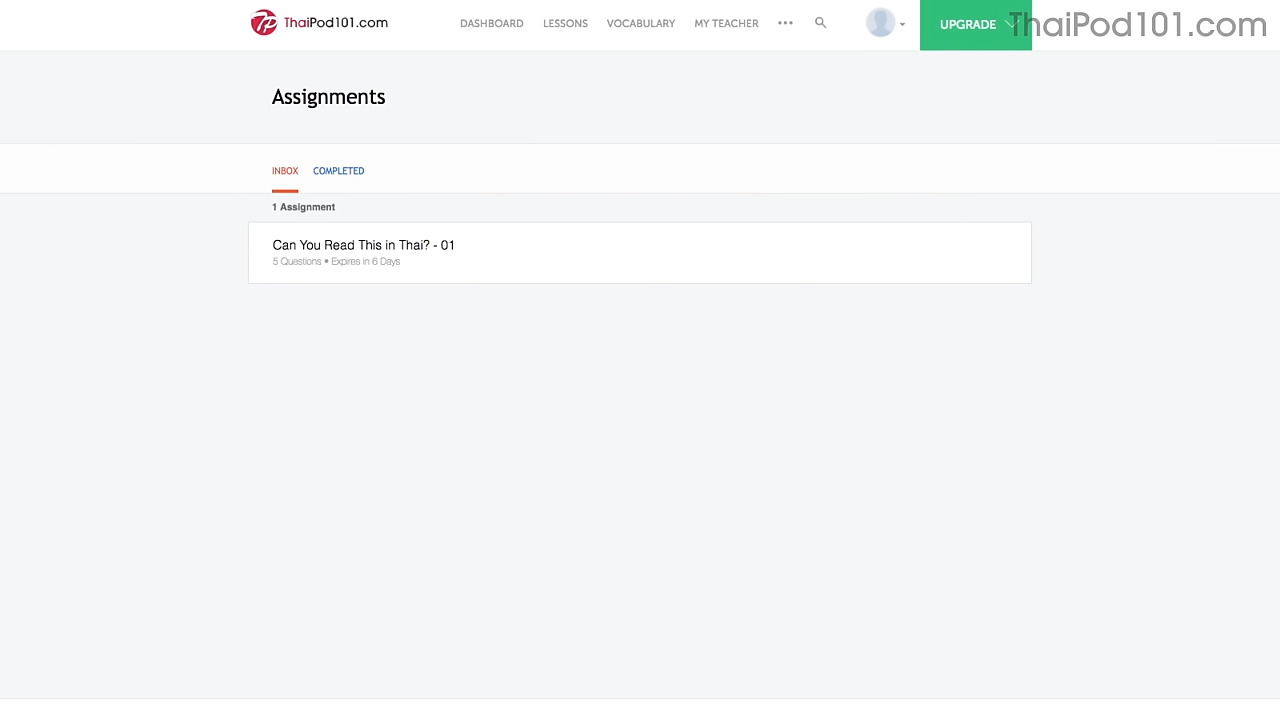 ThaiPod101.com DASHBOARD LESSONS VOCABULARY MY TEACHER ••• UPGRADE ThaiPod101.com
Assignments
INBOX COMPLETED
1 Assignment
Can You Read This in Thai? - 01
5 Questions • Expires in 6 Days